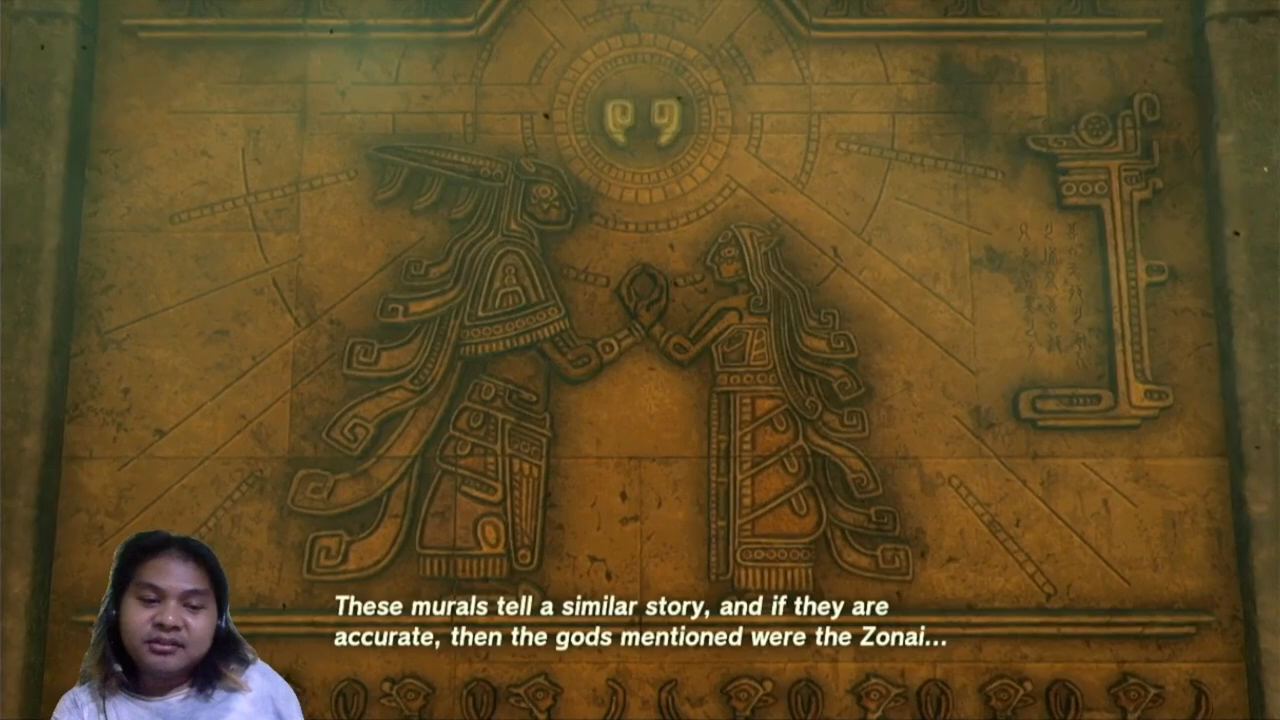 These murals tell a similar story, and if they are
accurate, then the gods mentioned were the Zonai...